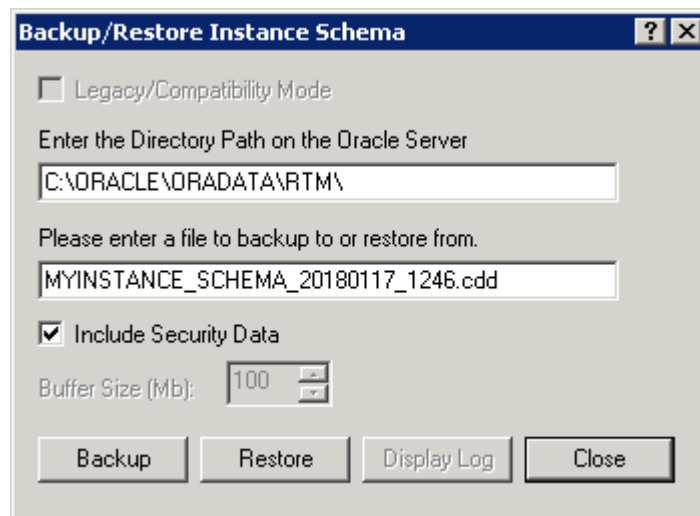 Backup/Restore Instance Schema
Legacy/Compatibility Mode
Enter the Directory Path on the Oracle Server
C:\ORACLE\ORADATA\RTM\
Please enter a file to backup to or restore from.
MYINSTANCE_SCHEMA_20180117_1246.cdd
Include Security Data
Buffer Size (Mb): 100
Backup Restore Display Log Close